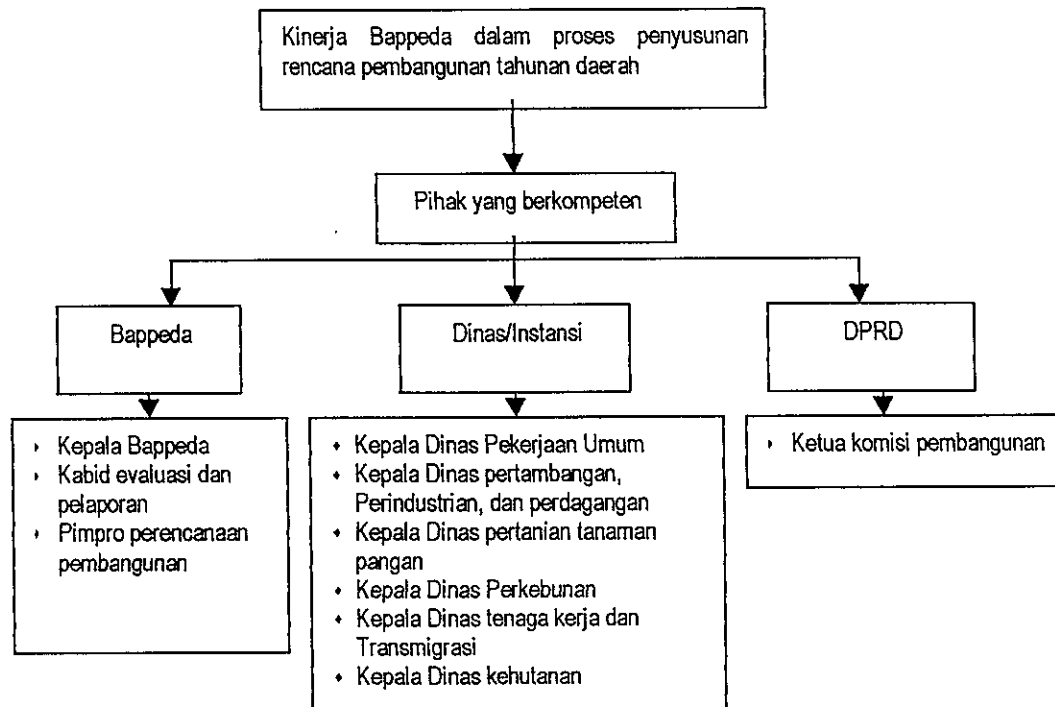 Kinerja Bappeda dalam proses penyusunan
rencana pembangunan tahunan daerah
Pihak yang berkompeten
Bappeda
Dinas/Instansi
DPRD
Kepala Bappeda
Kabid evaluasi dan
pelaporan
Pimpro perencanaan
pembangunan
Kepala Dinas Pekerjaan Umum
Kepala Dinas pertambangan,
Perindustrian, dan perdagangan
Kepala Dinas pertanian tanaman
pangan
Kepala Dinas Perkebunan
Kepala Dinas tenaga kerja dan
Transmigrasi
Kepala Dinas kehutanan
Ketua komisi pembangunan